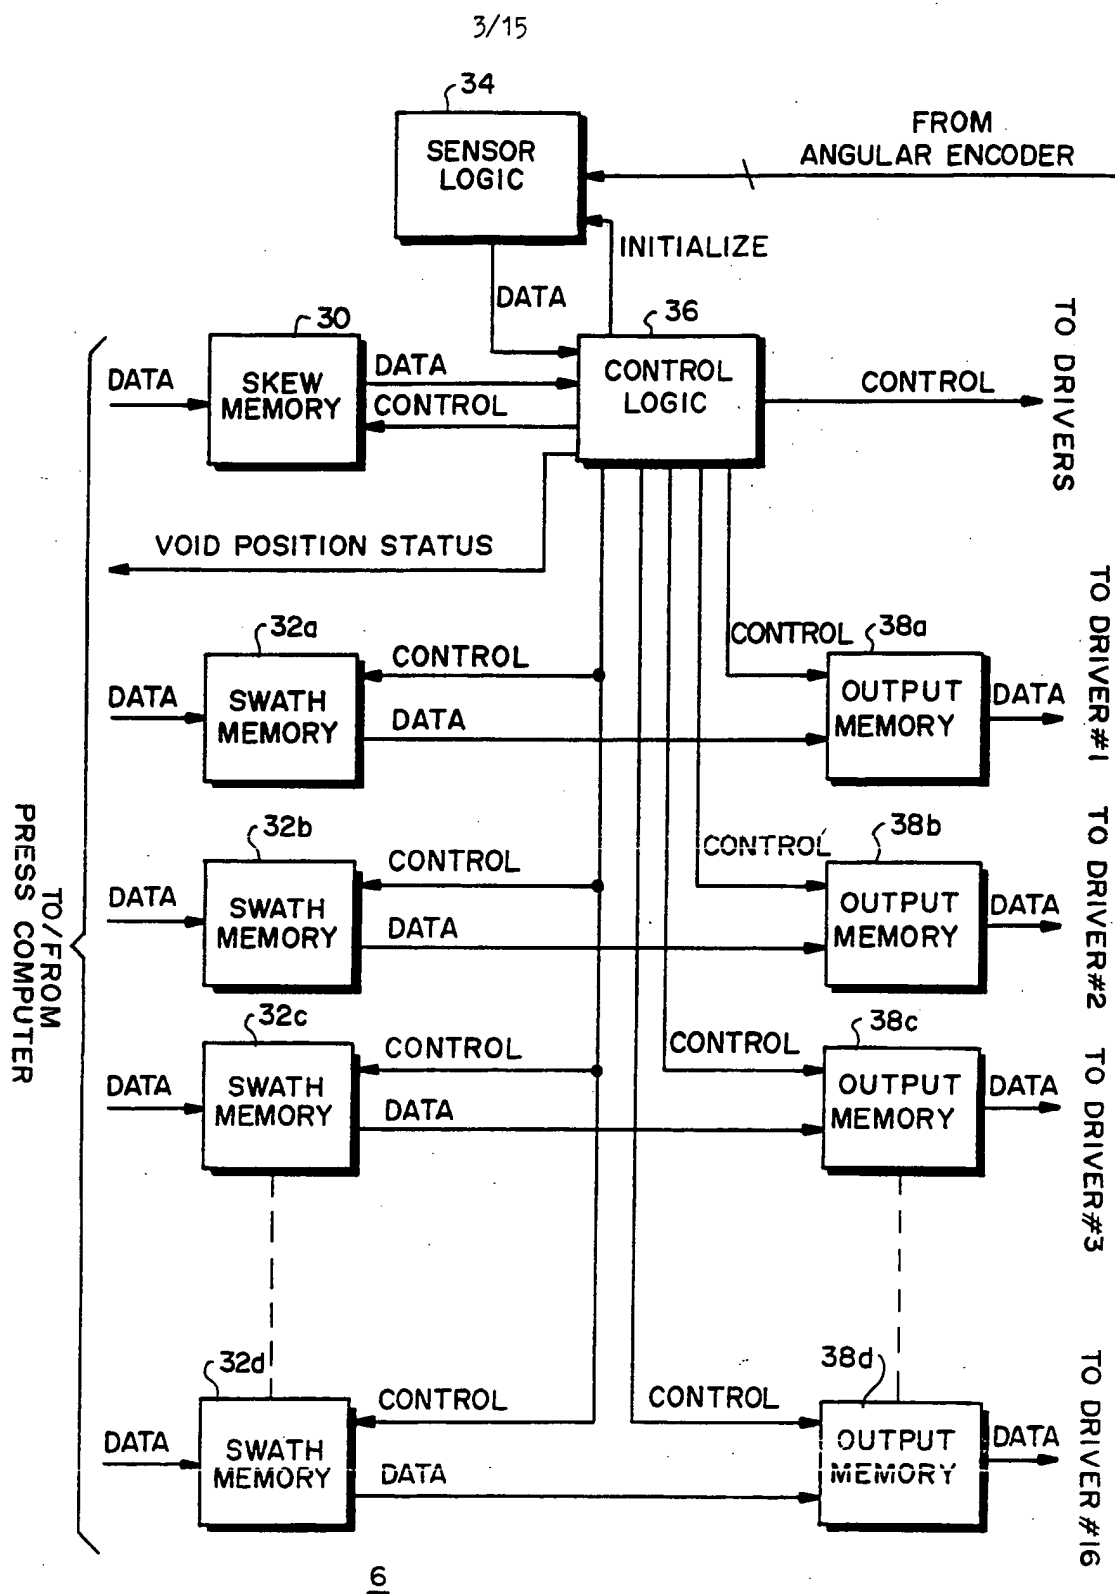 3/15
34
SENSOR
LOGIC
FROM
ANGULAR ENCODER
INITIALIZE
DATA
30
36
DATA
SKEW
MEMORY
DATA
CONTROL
CONTROL
LOGIC
CONTROL
TO DRIVERS
VOID POSITION STATUS
32a
CONTROL
CONTROL
38a
DATA
SWATH
MEMORY
DATA
OUTPUT
MEMORY
DATA
TO DRIVER #1
32b
CONTROL
CONTROL
38b
DATA
SWATH
MEMORY
DATA
OUTPUT
MEMORY
DATA
TO DRIVER #2
TO/FROM
PRESS COMPUTER
32c
CONTROL
CONTROL
38c
DATA
SWATH
MEMORY
DATA
OUTPUT
MEMORY
DATA
TO DRIVER #3
32d
CONTROL
CONTROL
38d
DATA
SWATH
MEMORY
DATA
OUTPUT
MEMORY
DATA
TO DRIVER #16
6